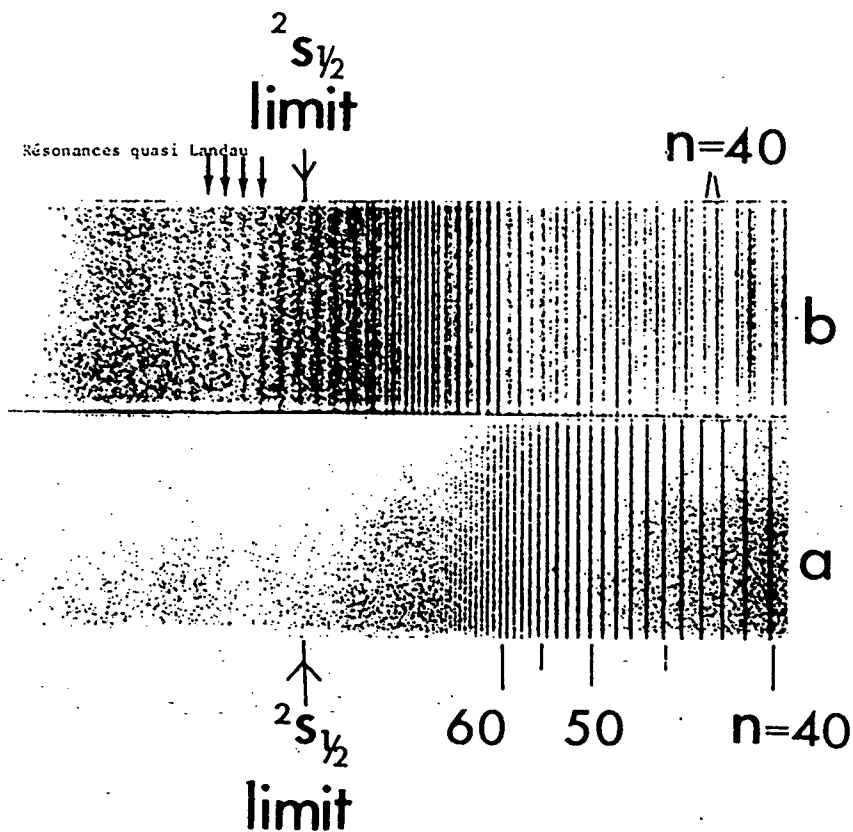 ²s½
limit
Résonances quasi Landau
n=40
b
a
60 50 n=40
²s½
limit